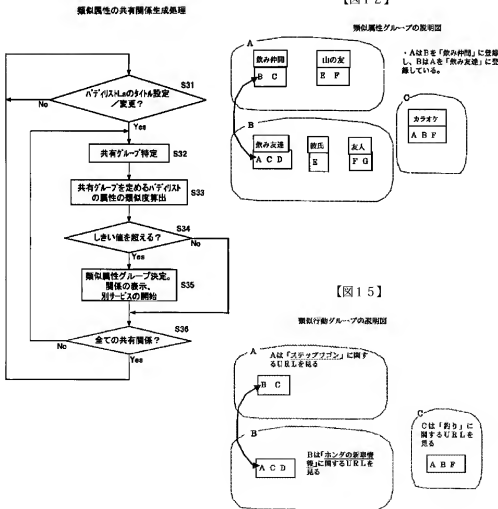 類似属性の共有関係生成処理
S31
バディリストLaのタイトル設定
／変更？
No
Yes
共有グループ特定
S32
共有グループを定めるバディリスト
の属性の類似度算出
S33
S34
しきい値を超える？
No
Yes
類似属性グループ決定。
関係の表示、
別サービスの開始
S35
S36
全ての共有関係？
No
Yes
【図12】
類似属性グループの説明図
A
飲み仲間
山の友
B C
E F
・AはBを「飲み仲間」に登録
し、BはAを「飲み友達」に登
録している。
C
カラオケ
A B F
B
飲み友達
彼氏
友人
A C D
E
F G
【図15】
類似行動グループの説明図
A
Aは「ステップワゴン」に関す
るURLを見る
B C
B
A C D
Bは「ホンダの新車情
報」に関するURLを
見る
C
Cは「釣り」に
関するURLを
見る
A B F